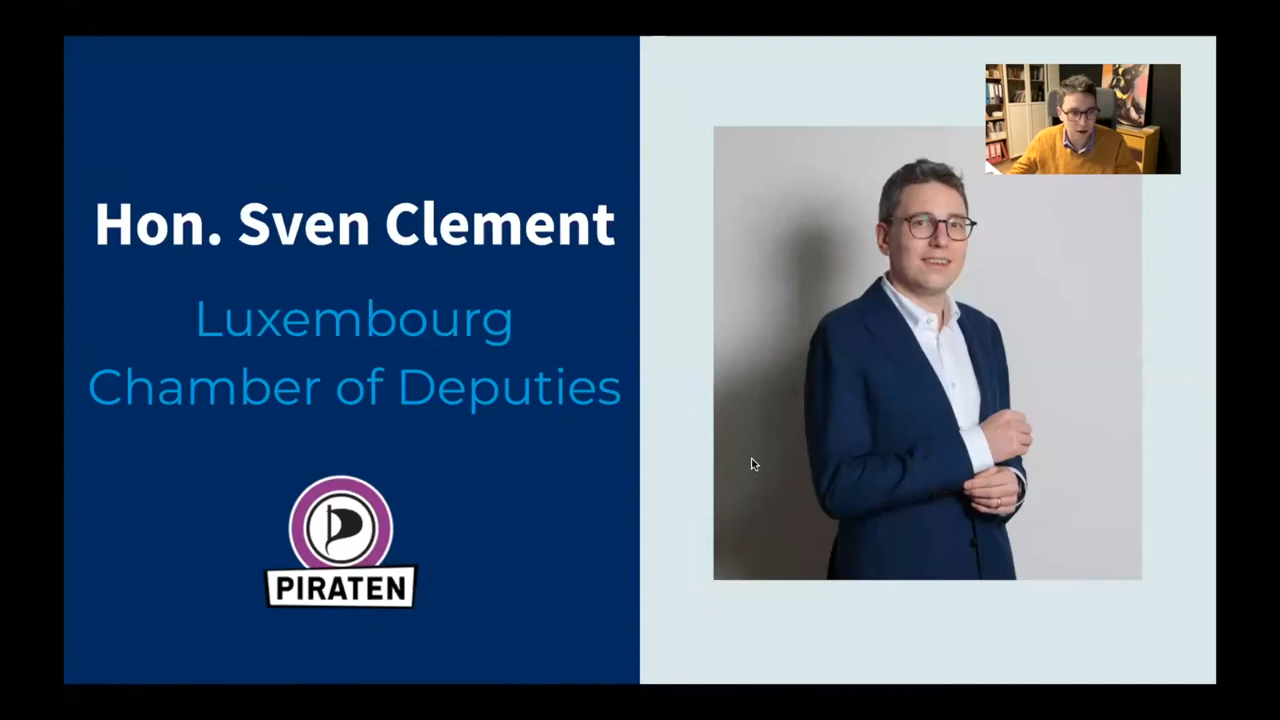 Hon. Sven Clement
Luxembourg
Chamber of Deputies
PIRATEN